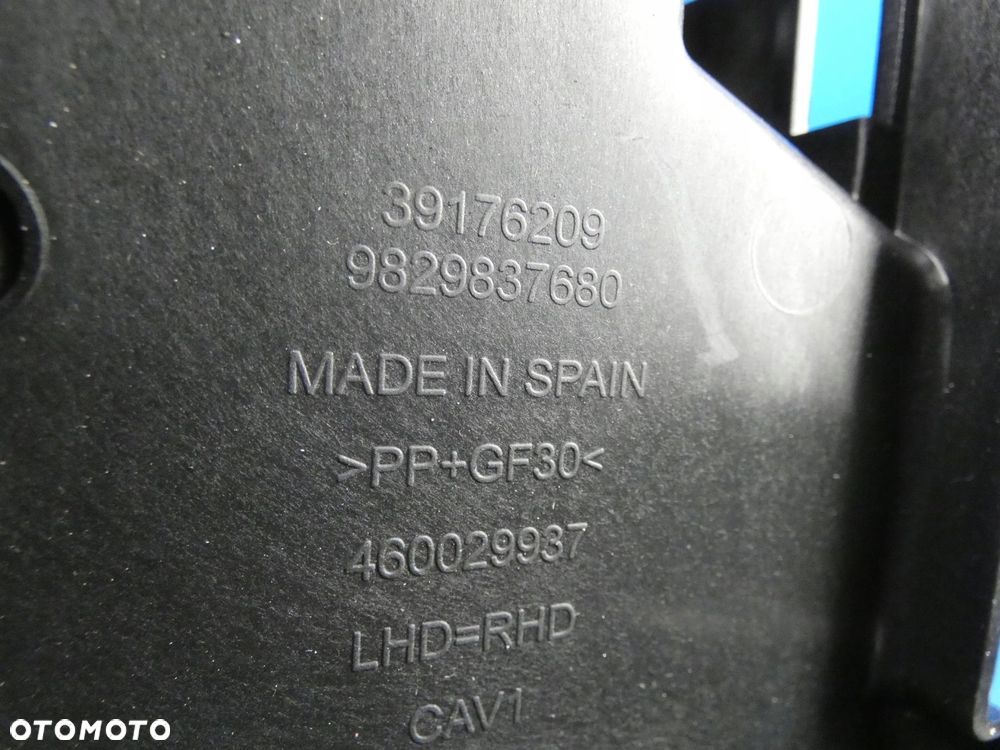 39176209
9829837680
MADE IN SPAIN
>PP+GF30<
460029937
LHD=RHD
CAV1
OTOMOTO